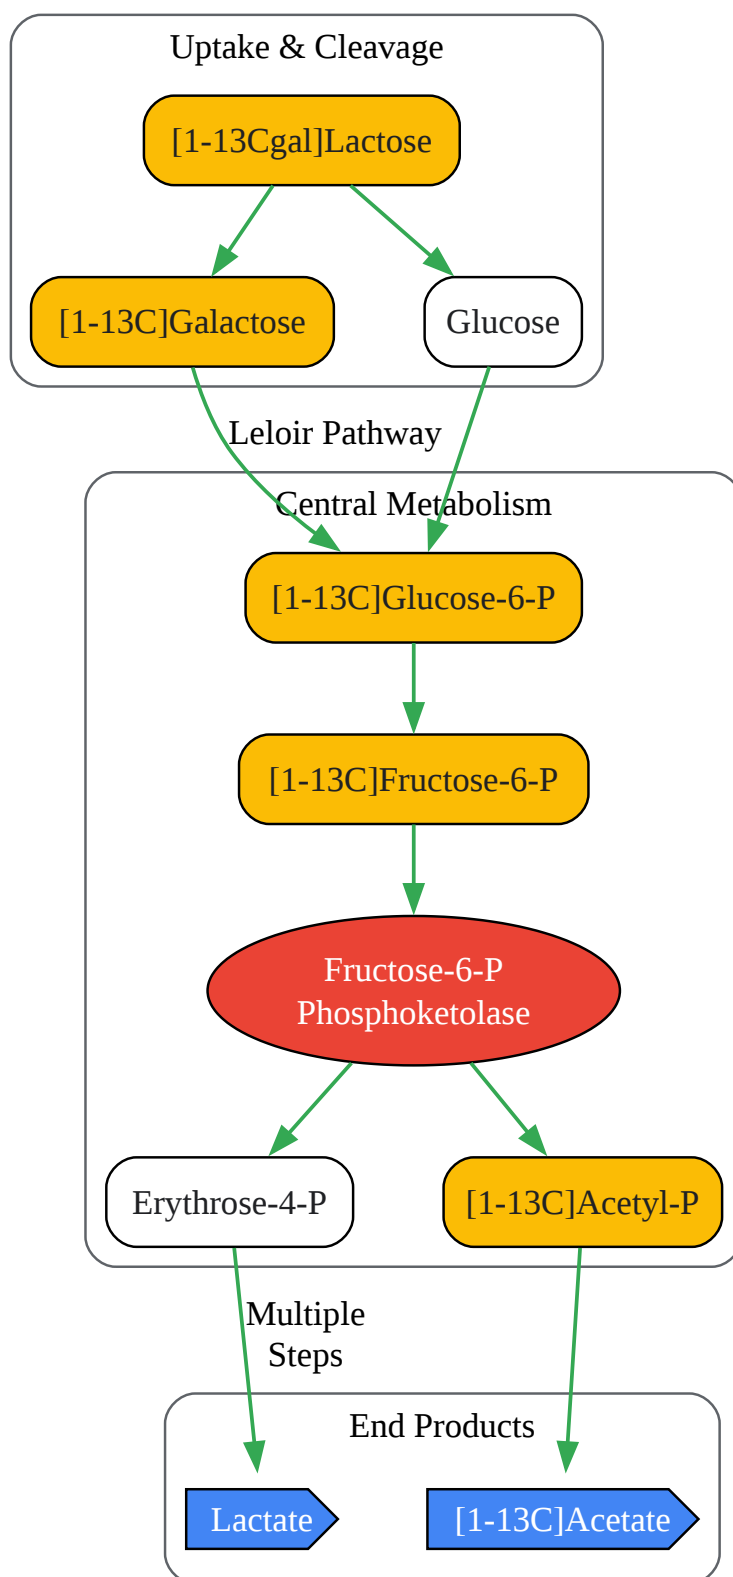 Uptake & Cleavage
[1-13Cgal]Lactose
[1-13C]Galactose
Glucose
Leloir Pathway
Central Metabolism
[1-13C]Glucose-6-P
[1-13C]Fructose-6-P
Fructose-6-P
Phosphoketolase
Erythrose-4-P
[1-13C]Acetyl-P
Multiple
Steps
End Products
Lactate
[1-13C]Acetate